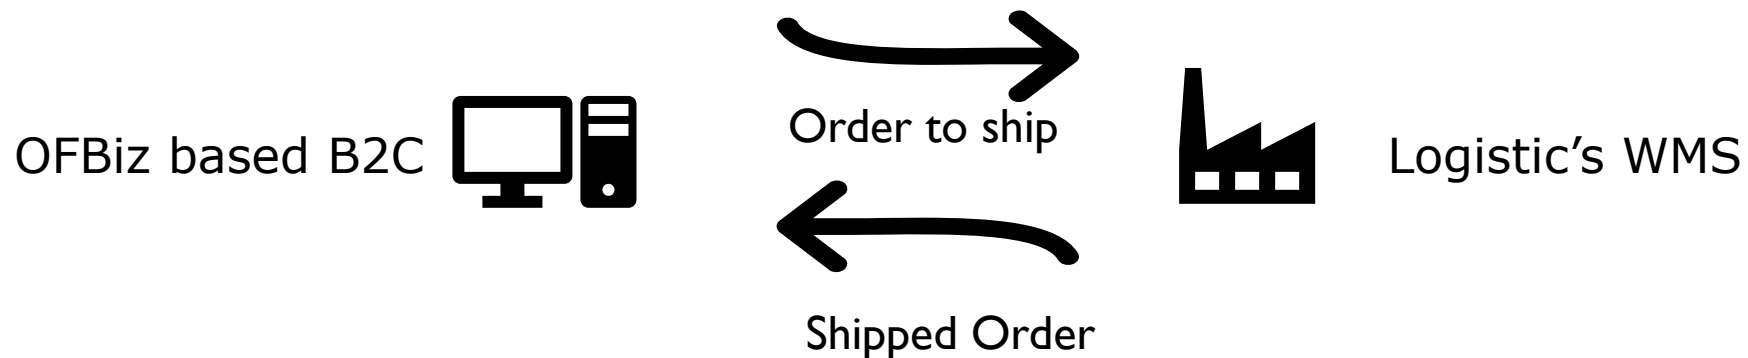 Order to ship
OFBiz based B2C
Logistic’s WMS
Shipped Order